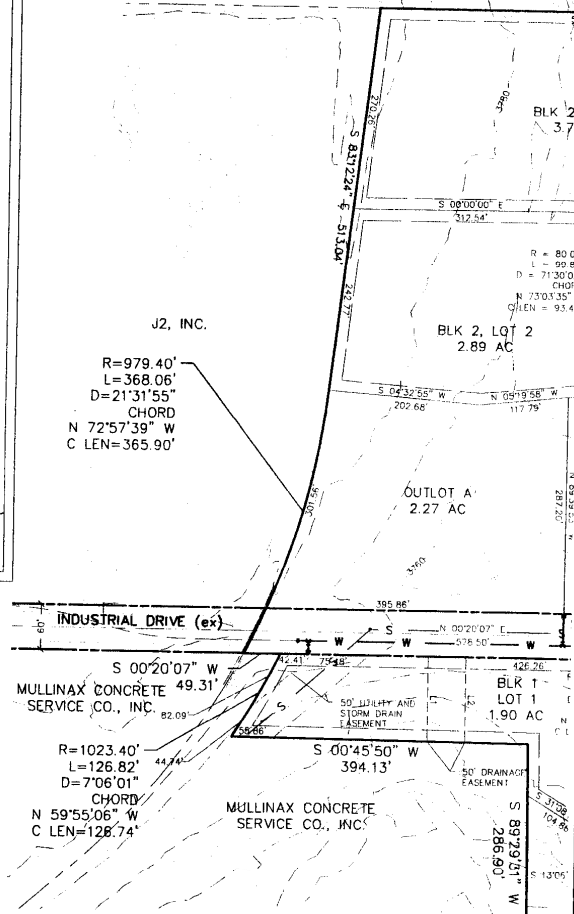 BLK 2
3.7
3780
270.26'
S 83°12'24" E 513.04'
S 00°00'00" E
312.54'
R = 80.0
L = 99.8
D = 71°30'0
CHOR
N 73°03'35"
C LEN = 93.4
242.77'
J2, INC.
BLK 2, LOT 2
2.89 AC
R=979.40'
L=368.06'
D=21°31'55"
CHORD
N 72°57'39" W
C LEN=365.90'
S 04°32'55" W
202.68'
N 05°19'58" W
117.79'
OUTLOT A
2.27 AC
301.56'
287.20'
3760
395.86'
60'
INDUSTRIAL DRIVE (ex)
S
N 00°20'07" E
578.50'
W
W
W
S
S 00°20'07" W
49.31'
42.41'
426.26'
MULLINAX CONCRETE
SERVICE CO., INC.
82.09'
BLK 1
LOT 1
1.90 AC
50' UTILITY AND
STORM DRAIN
EASEMENT
S
58.86'
R=1023.40'
L=126.82'
D=7°06'01"
CHORD
N 59°55'06" W
C LEN=126.74'
44.74'
S 00°45'50" W
394.13'
50' DRAINAGE
EASEMENT
MULLINAX CONCRETE
SERVICE CO., INC.
S 89°29'31" W
286.90'
S 31°08'
104.86
S 13°05'